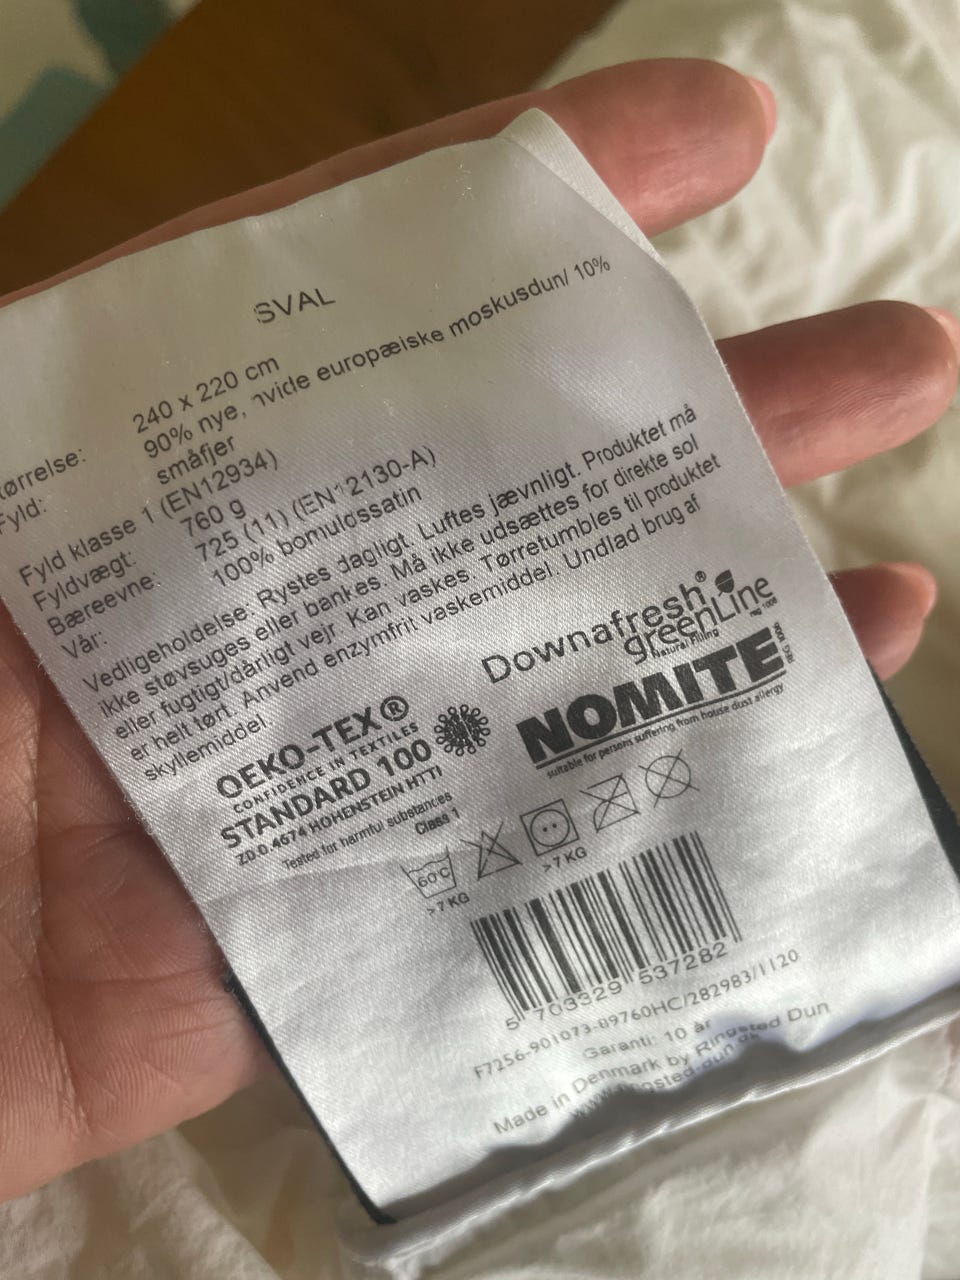 SVAL
240 x 220 cm
Fyld: 90% nye, hvide europæiske moskusdun/ 10%
småfjer
Fyld klasse 1 (EN12934)
Fyldvægt: 760 g
Bæreevne: 725 (11) (EN12130-A)
Vår: 100% bomuldssatin
Vedligeholdelse: Rystes dagligt. Luftes jævnligt. Produktet må
ikke støvsuges eller bankes. Må ikke udsættes for direkte sol
eller fugtigt/dårligt vejr. Kan vaskes. Tørretumbles til produktet
er helt tørt. Anvend enzymfrit vaskemiddel. Undlad brug af
skyllemiddel.
Downafresh®
greenLine
Natural Filling
OEKO-TEX®
CONFIDENCE IN TEXTILES
STANDARD 100
ZD.0.4674 HOHENSTEIN HTTI
Tested for harmful substances
Class 1
NOMITE
suitable for persons suffering from house dust allergy
60°C
>7 KG
>7 KG
5 703329 537282
F7256-901073-89760HC/282983/1120
Garanti: 10 år
Made in Denmark by Ringsted Dun